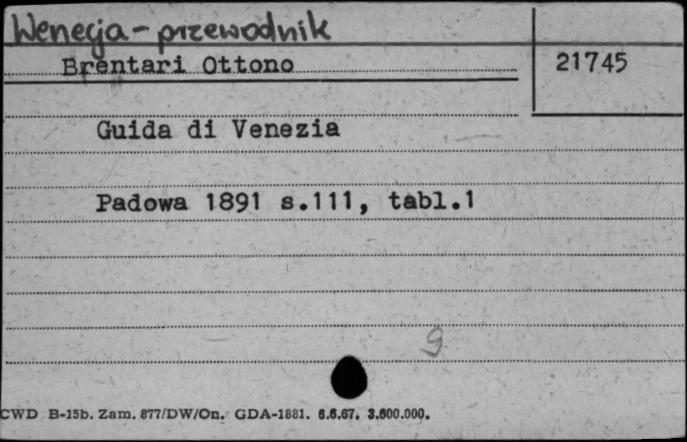 Wenecja - przewodnik
Brentari Ottono
21745
Guida di Venezia
Padowa 1891 s.111, tabl.1
9
CWD B-15b. Zam. 877/DW/On. GDA-1881. 6.6.67. 3.600.000.